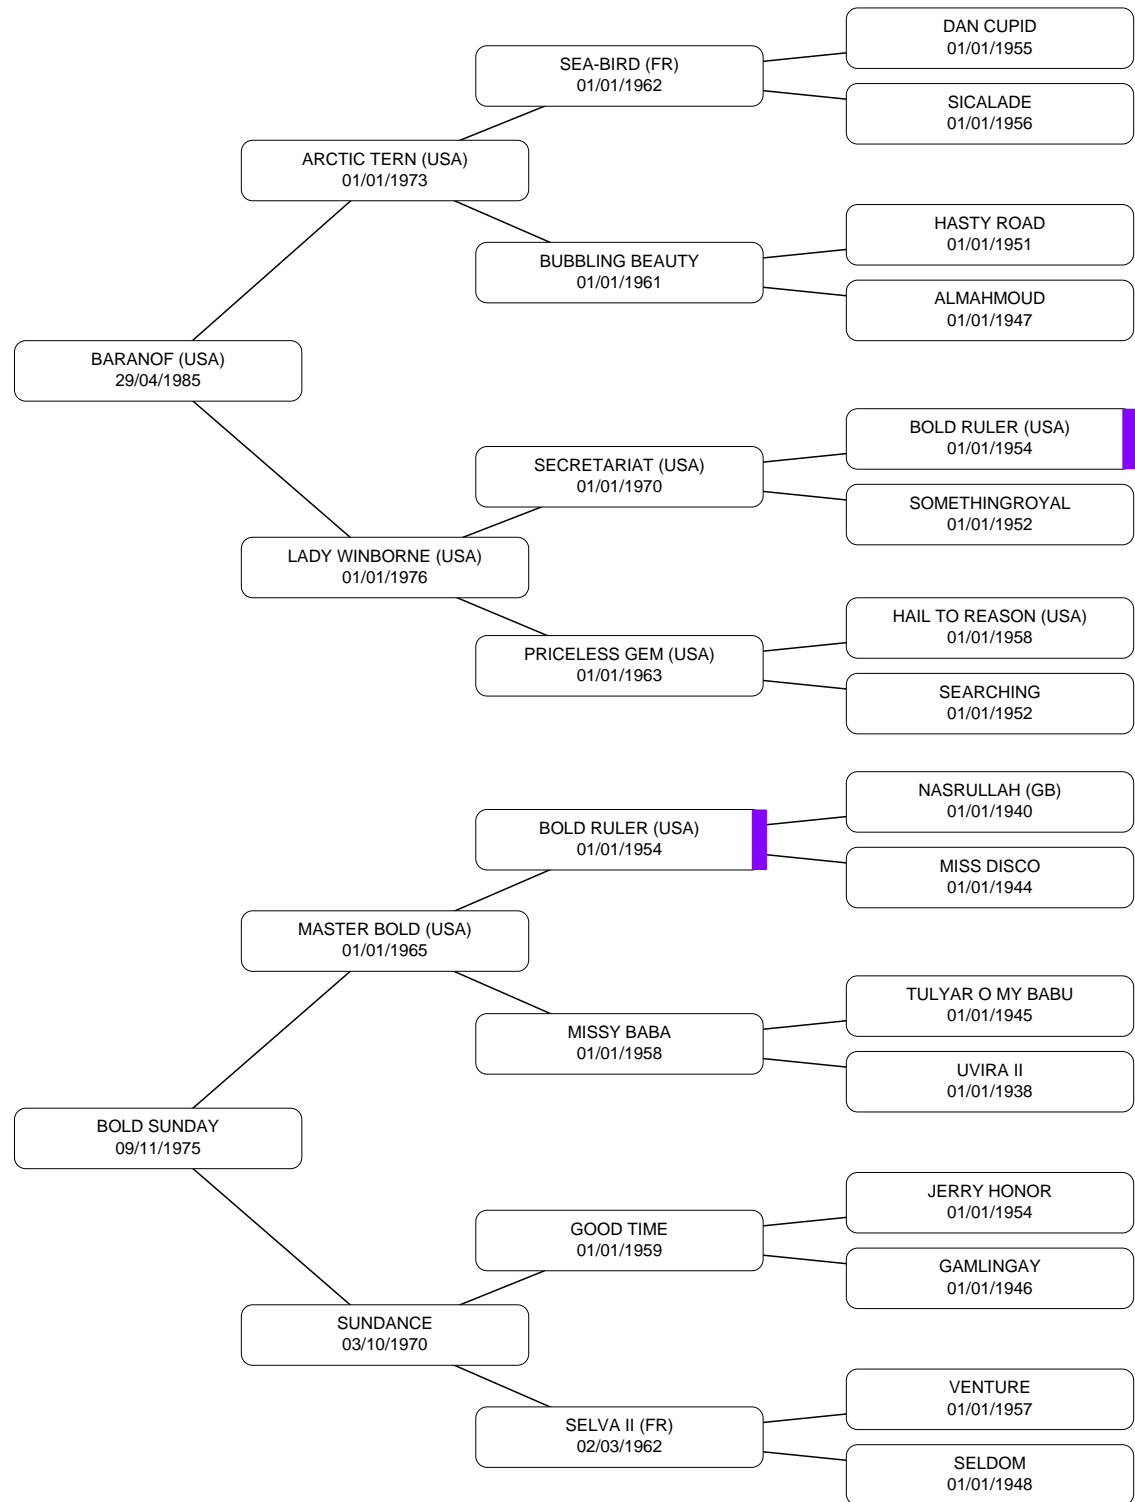 DAN CUPID
01/01/1955
SEA-BIRD (FR)
01/01/1962
SICALADE
01/01/1956
ARCTIC TERN (USA)
01/01/1973
HASTY ROAD
01/01/1951
BUBBLING BEAUTY
01/01/1961
ALMAHMOUD
01/01/1947
BARANOF (USA)
29/04/1985
BOLD RULER (USA)
01/01/1954
SECRETARIAT (USA)
01/01/1970
SOMETHINGROYAL
01/01/1952
LADY WINBORNE (USA)
01/01/1976
HAIL TO REASON (USA)
01/01/1958
PRICELESS GEM (USA)
01/01/1963
SEARCHING
01/01/1952
NASRULLAH (GB)
01/01/1940
BOLD RULER (USA)
01/01/1954
MISS DISCO
01/01/1944
MASTER BOLD (USA)
01/01/1965
TULYAR O MY BABU
01/01/1945
MISSY BABA
01/01/1958
UVIRA II
01/01/1938
BOLD SUNDAY
09/11/1975
JERRY HONOR
01/01/1954
GOOD TIME
01/01/1959
GAMLINGAY
01/01/1946
SUNDANCE
03/10/1970
VENTURE
01/01/1957
SELVA II (FR)
02/03/1962
SELDOM
01/01/1948